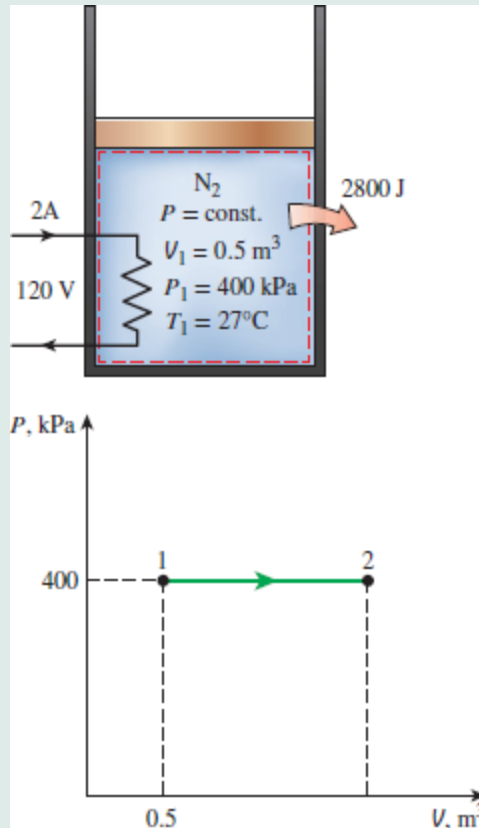 N₂
2800 J
2A
P = const.
V₁ = 0.5 m³
120 V
P₁ = 400 kPa
T₁ = 27°C
P, kPa
1
2
400
0.5
V, m³